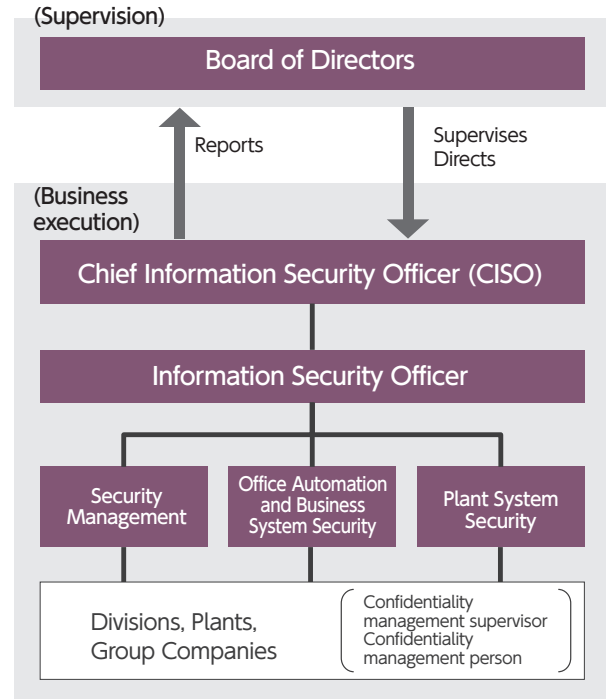 (Supervision)
Board of Directors
Reports
Supervises
Directs
(Business
execution)
Chief Information Security Officer (CISO)
Information Security Officer
Security
Management
Office Automation
and Business
System Security
Plant System
Security
Divisions, Plants,
Group Companies
Confidentiality
management supervisor
Confidentiality
management person